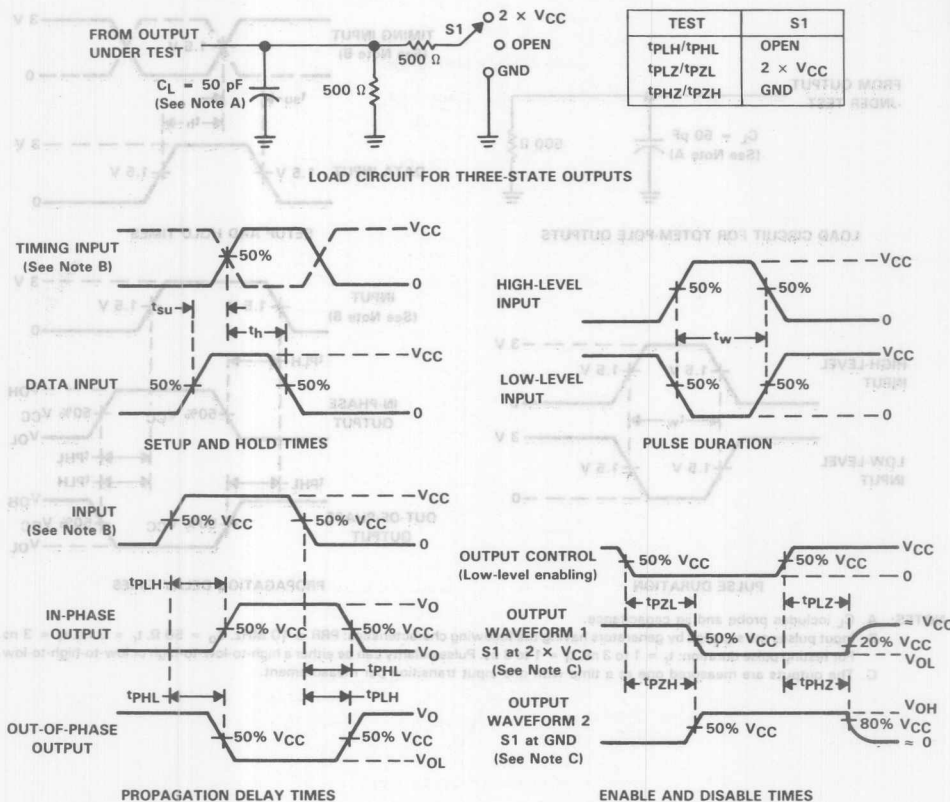 FROM OUTPUT
UNDER TEST
CL = 50 pF
(See Note A)
500 Ω
500 Ω
S1
2 × VCC
OPEN
GND
TEST S1
tPLH/tPHL OPEN
tPLZ/tPZL 2 × VCC
tPHZ/tPZH GND
LOAD CIRCUIT FOR THREE-STATE OUTPUTS
TIMING INPUT
(See Note B)
50%
VCC
0
tsu
th
DATA INPUT
50%
50%
VCC
0
SETUP AND HOLD TIMES
HIGH-LEVEL
INPUT
50%
50%
VCC
0
tw
LOW-LEVEL
INPUT
50%
50%
VCC
0
PULSE DURATION
INPUT
(See Note B)
50% VCC
50% VCC
VCC
0
tPLH
IN-PHASE
OUTPUT
50% VCC
50% VCC
VO
VO
tPHL
tPHL
tPLH
OUT-OF-PHASE
OUTPUT
50% VCC
50% VCC
VO
VOL
PROPAGATION DELAY TIMES
OUTPUT CONTROL
(Low-level enabling)
50% VCC
50% VCC
VCC
0
tPZL
tPLZ
OUTPUT
WAVEFORM 1
S1 at 2 × VCC
(See Note C)
50% VCC
≈ VCC
20% VCC
VOL
tPZH
tPHZ
OUTPUT
WAVEFORM 2
S1 at GND
(See Note C)
50% VCC
VOH
80% VCC
≈ 0
ENABLE AND DISABLE TIMES